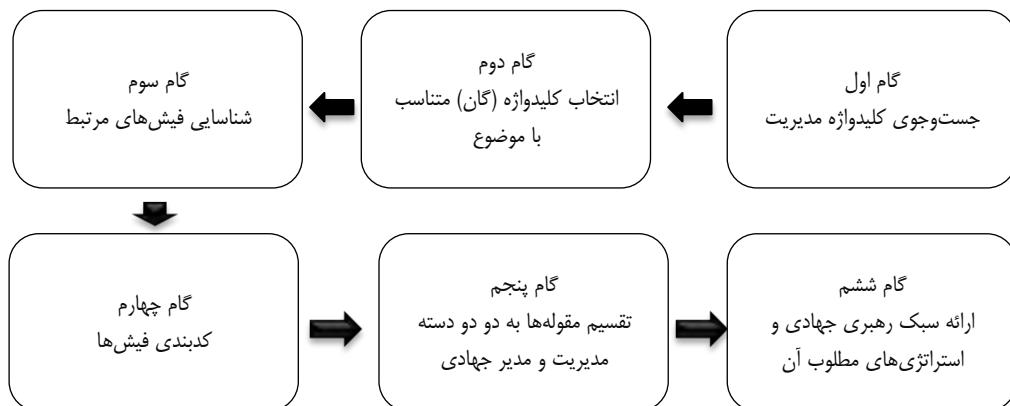 گام اول
جست‌وجوی کلیدواژه مدیریت
گام دوم
انتخاب کلیدواژه (گان) متناسب
با موضوع
گام سوم
شناسایی فیش‌های مرتبط
گام چهارم
کدبندی فیش‌ها
گام پنجم
تقسیم مقوله‌ها به دو دو دسته
مدیریت و مدیر جهادی
گام ششم
ارائه سبک رهبری جهادی و
استراتژی‌های مطلوب آن